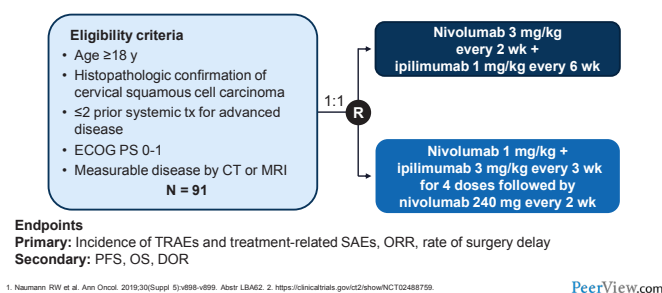 Eligibility criteria
• Age ≥18 y
• Histopathologic confirmation of
cervical squamous cell carcinoma
• ≤2 prior systemic tx for advanced
disease
• ECOG PS 0-1
• Measurable disease by CT or MRI
N = 91
1:1
R
Nivolumab 3 mg/kg
every 2 wk +
ipilimumab 1 mg/kg every 6 wk
Nivolumab 1 mg/kg +
ipilimumab 3 mg/kg every 3 wk
for 4 doses followed by
nivolumab 240 mg every 2 wk
Endpoints
Primary: Incidence of TRAEs and treatment-related SAEs, ORR, rate of surgery delay
Secondary: PFS, OS, DOR
1. Naumann RW et al. Ann Oncol. 2019;30(Suppl 5):v898-v899. Abstr LBA62. 2. https://clinicaltrials.gov/ct2/show/NCT02488759.
PeerView.com